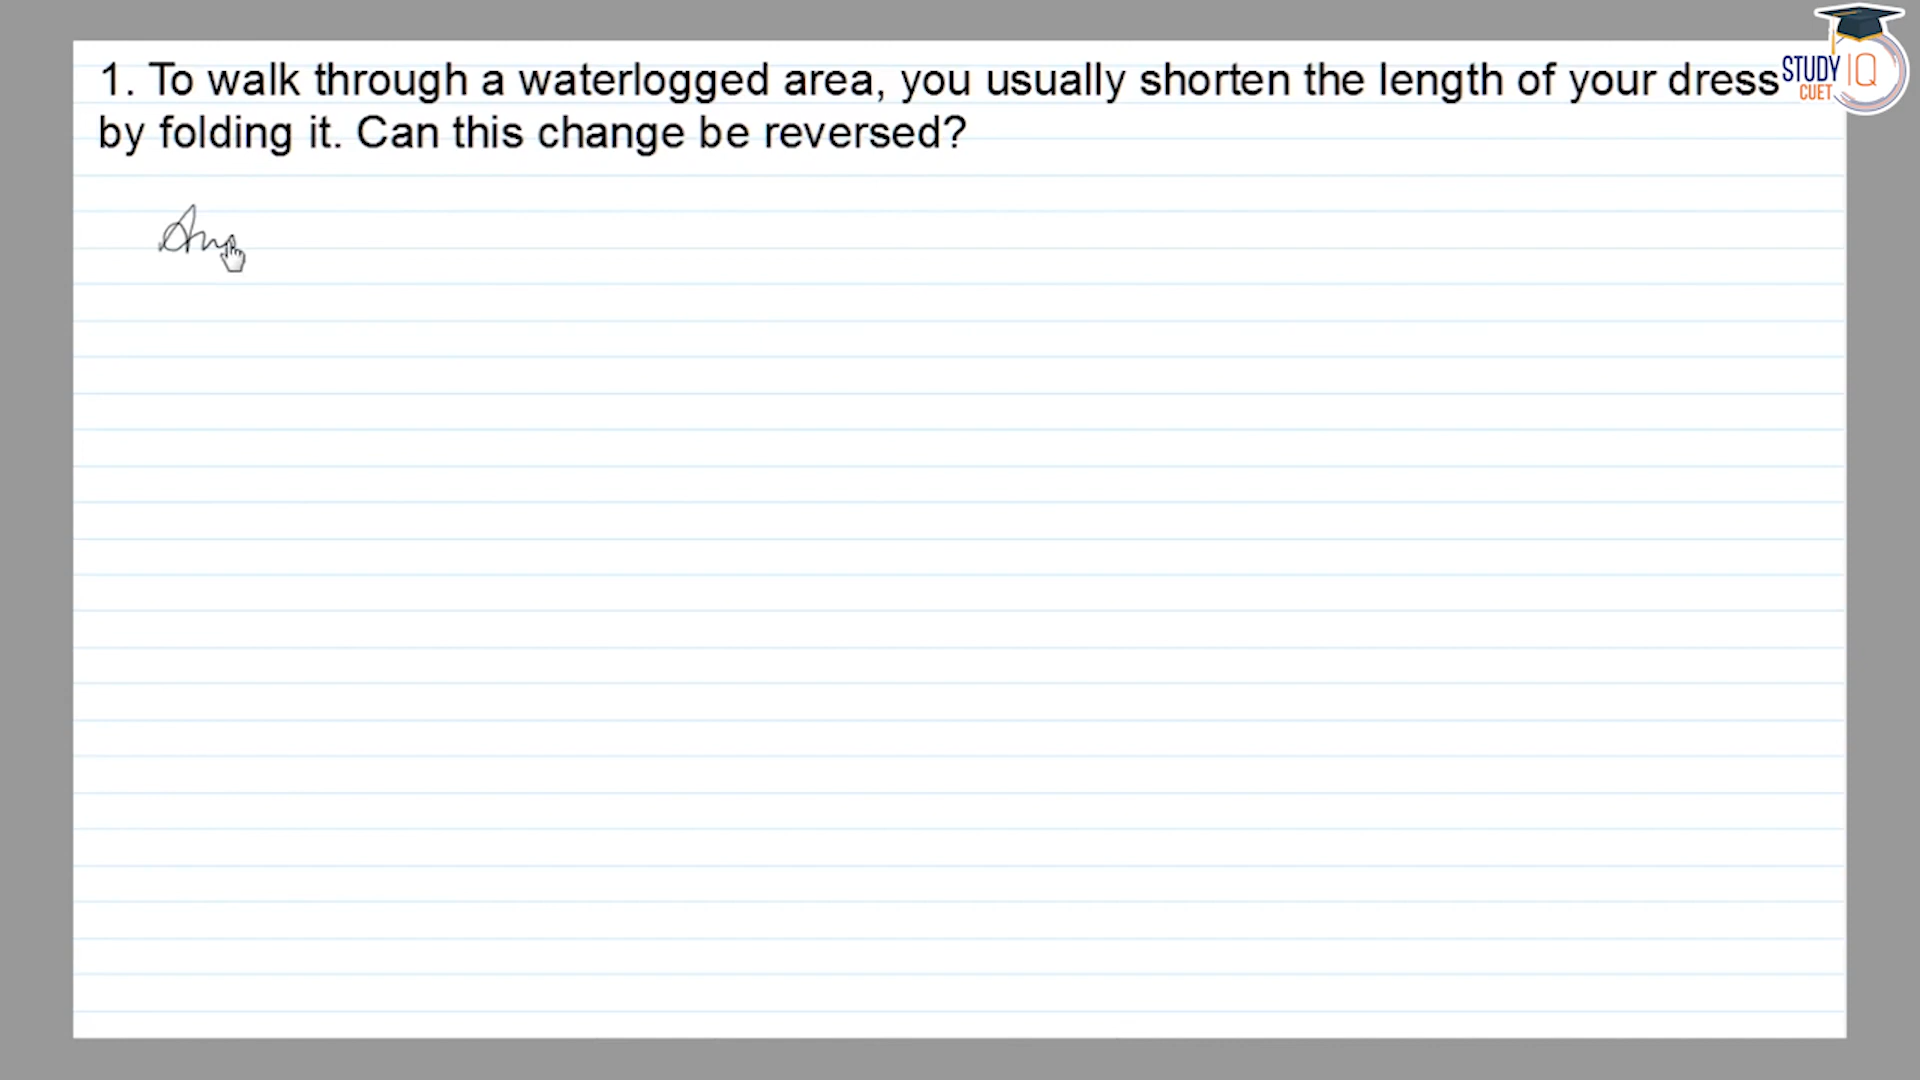 1. To walk through a waterlogged area, you usually shorten the length of your dress
by folding it. Can this change be reversed?
STUDY IQ
CUET
Ans